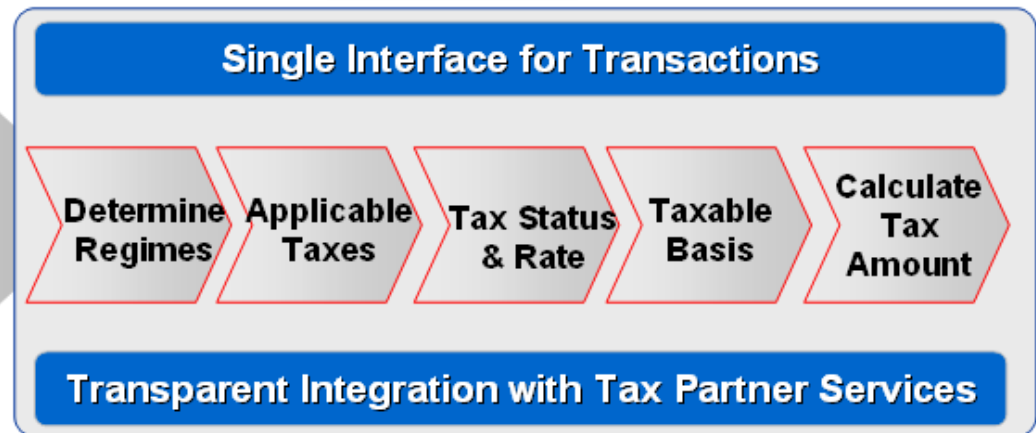 Single Interface for Transactions
Determine
Regimes
Applicable
Taxes
Tax Status
& Rate
Taxable
Basis
Calculate
Tax
Amount
Transparent Integration with Tax Partner Services